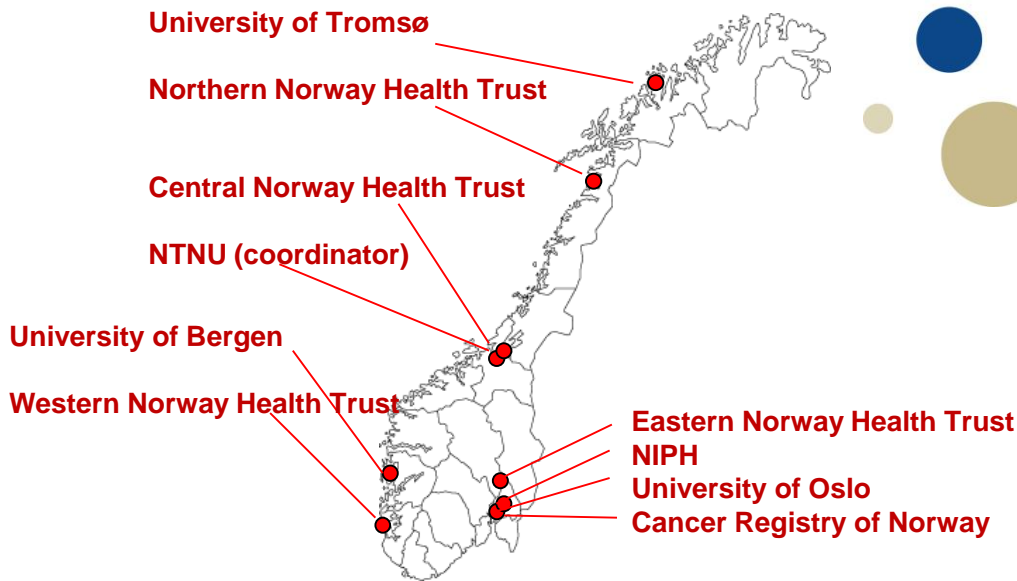 University of Tromsø
Northern Norway Health Trust
Central Norway Health Trust
NTNU (coordinator)
University of Bergen
Western Norway Health Trust
Eastern Norway Health Trust
NIPH
University of Oslo
Cancer Registry of Norway